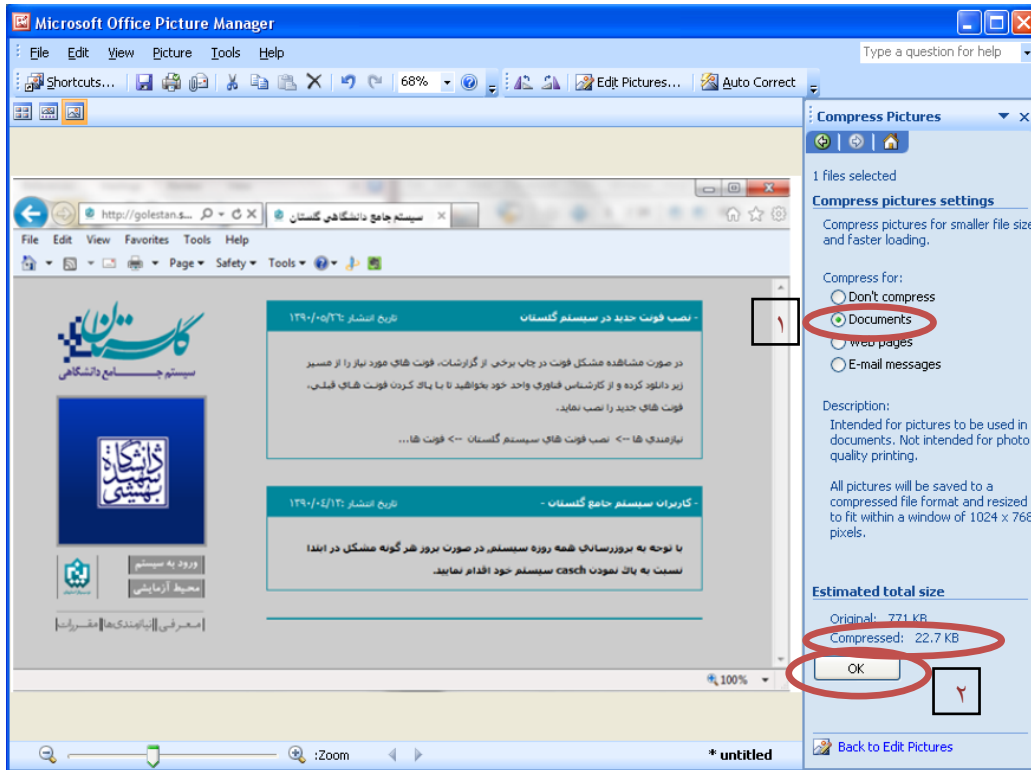 Microsoft Office Picture Manager
File Edit View Picture Tools Help
Type a question for help
Shortcuts... 68% Edit Pictures... Auto Correct
Compress Pictures
1 files selected
Compress pictures settings
Compress pictures for smaller file size
and faster loading.
Compress for:
Don't compress
Documents
Web pages
E-mail messages
Description:
Intended for pictures to be used in
documents. Not intended for photo
quality printing.
All pictures will be saved to a
compressed file format and resized
to fit within a window of 1024 x 768
pixels.
Estimated total size
Original: 771 KB
Compressed: 22.7 KB
OK
Back to Edit Pictures
۱
۲
http://golestan.s...
سیستم جامع دانشگاهی گلستان
File Edit View Favorites Tools Help
Page Safety Tools
گلستان
سیستم جـــــامع دانشگاهی
دانشگاه
شهید
بهشتی
ورود به سیستم
محیط آزمایشی
معرفی||نیازمندی‌ها||مقـــررات|
- نصب فونت جدید در سیستم گلستان
تاریخ انتشار :۱۳۹۰/۰۵/۲۶
در صورت مشاهده مشکل فونت در چاپ برخی از گزارشات، فونت های مورد نیاز را از مسیر
زیر دانلود کرده و از کارشناس فناوری واحد خود بخواهید تا با پاک کردن فونت های قبلی،
فونت های جدید را نصب نماید.
نیازمندی ها <-- نصب فونت های سیستم گلستان <-- فونت ها...
- کاربران سیستم جامع گلستان -
تاریخ انتشار :۱۳۹۰/۰۴/۱۳
با توجه به بروزرسانی همه روزه سیستم, در صورت بروز هر گونه مشکل در ابتدا
نسبت به پاك نمودن casch سیستم خود اقدام نمایید.
100%
:Zoom
* untitled